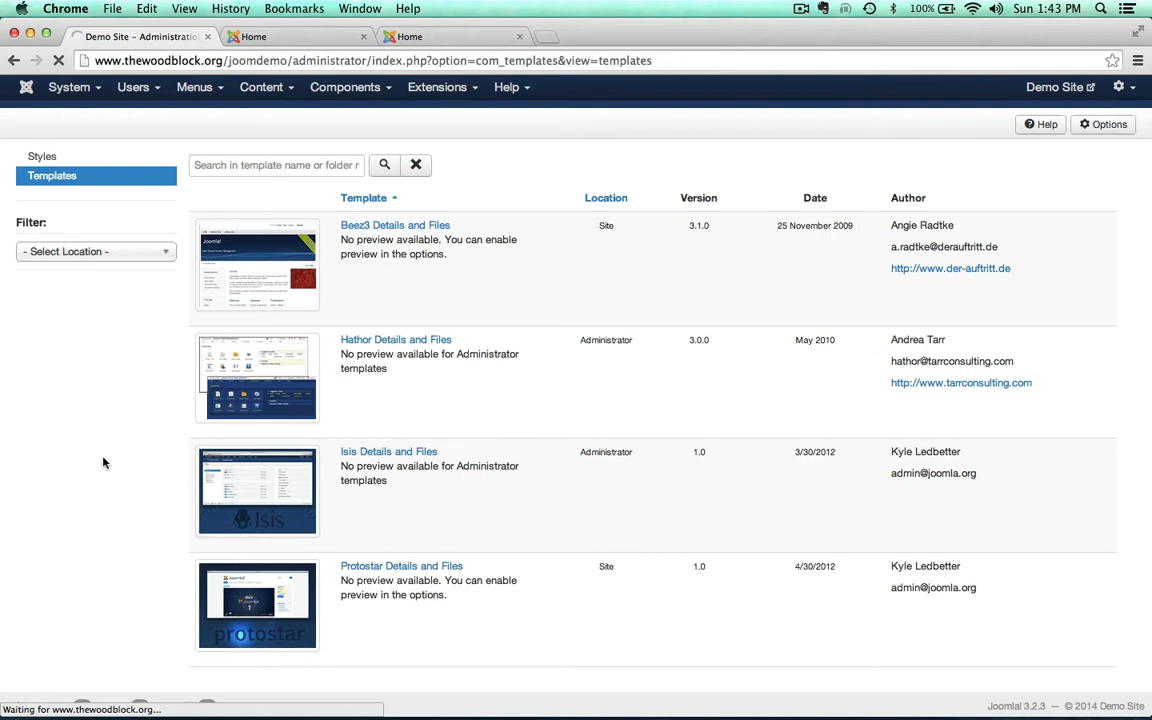 Chrome File Edit View History Bookmarks Window Help 100% Sun 1:43 PM
Demo Site - Administratio × Home × Home ×
www.thewoodblock.org/joomdemo/administrator/index.php?option=com_templates&view=templates
System Users Menus Content Components Extensions Help Demo Site
Help Options
Styles
Templates
Search in template name or folder r
Filter:
- Select Location -
Template Location Version Date Author
Beez3 Details and Files Site 3.1.0 25 November 2009 Angie Radtke
No preview available. You can enable a.radtke@derauftritt.de
preview in the options.
http://www.der-auftritt.de
Joomla!
Hathor Details and Files Administrator 3.0.0 May 2010 Andrea Tarr
No preview available for Administrator hathor@tarrconsulting.com
templates
http://www.tarrconsulting.com
Isis Details and Files Administrator 1.0 3/30/2012 Kyle Ledbetter
No preview available for Administrator admin@joomla.org
templates
Isis
Protostar Details and Files Site 1.0 4/30/2012 Kyle Ledbetter
No preview available. You can enable admin@joomla.org
preview in the options.
protostar
Joomla! 3.2.3 — © 2014 Demo Site
Waiting for www.thewoodblock.org...